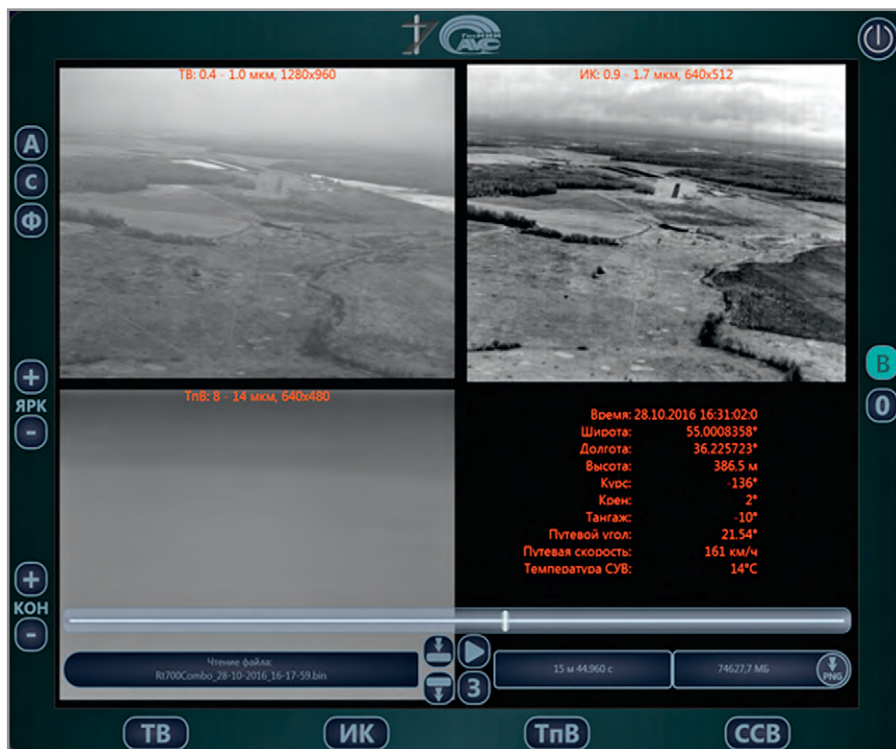 ГосНИИ
АУС
ТВ: 0.4 - 1.0 мкм, 1280x960
ИК: 0.9 - 1.7 мкм, 640x512
А
С
Ф
+
ЯРК
-
+
КОН
-
В
0
ТпВ: 8 - 14 мкм, 640x480
Время: 28.10.2016 16:31:02:0
Широта: 55,0008358°
Долгота: 36,225723°
Высота: 386,5 м
Курс: -136°
Крен: 2°
Тангаж: -10°
Путевой угол: 21,54°
Путевая скорость: 161 км/ч
Температура СУВ: 14°C
Чтение файла:
Rt700Combo_28-10-2016_16-17-59.bin
З
15 м 44.960 с
74627,7 МБ
PNG
ТВ
ИК
ТпВ
ССВ